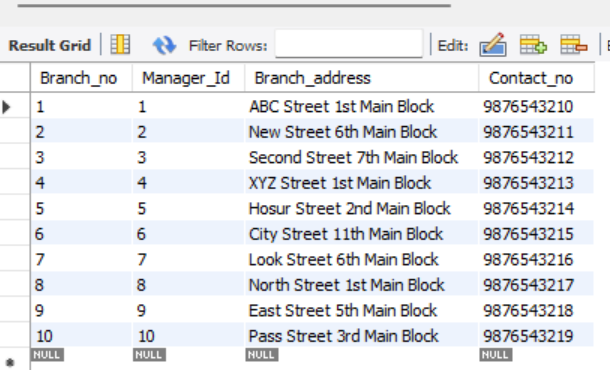 Result Grid Filter Rows: Edit:
Branch_no Manager_Id Branch_address Contact_no
1 1 ABC Street 1st Main Block 9876543210
2 2 New Street 6th Main Block 9876543211
3 3 Second Street 7th Main Block 9876543212
4 4 XYZ Street 1st Main Block 9876543213
5 5 Hosur Street 2nd Main Block 9876543214
6 6 City Street 11th Main Block 9876543215
7 7 Look Street 6th Main Block 9876543216
8 8 North Street 1st Main Block 9876543217
9 9 East Street 5th Main Block 9876543218
10 10 Pass Street 3rd Main Block 9876543219
NULL NULL NULL NULL